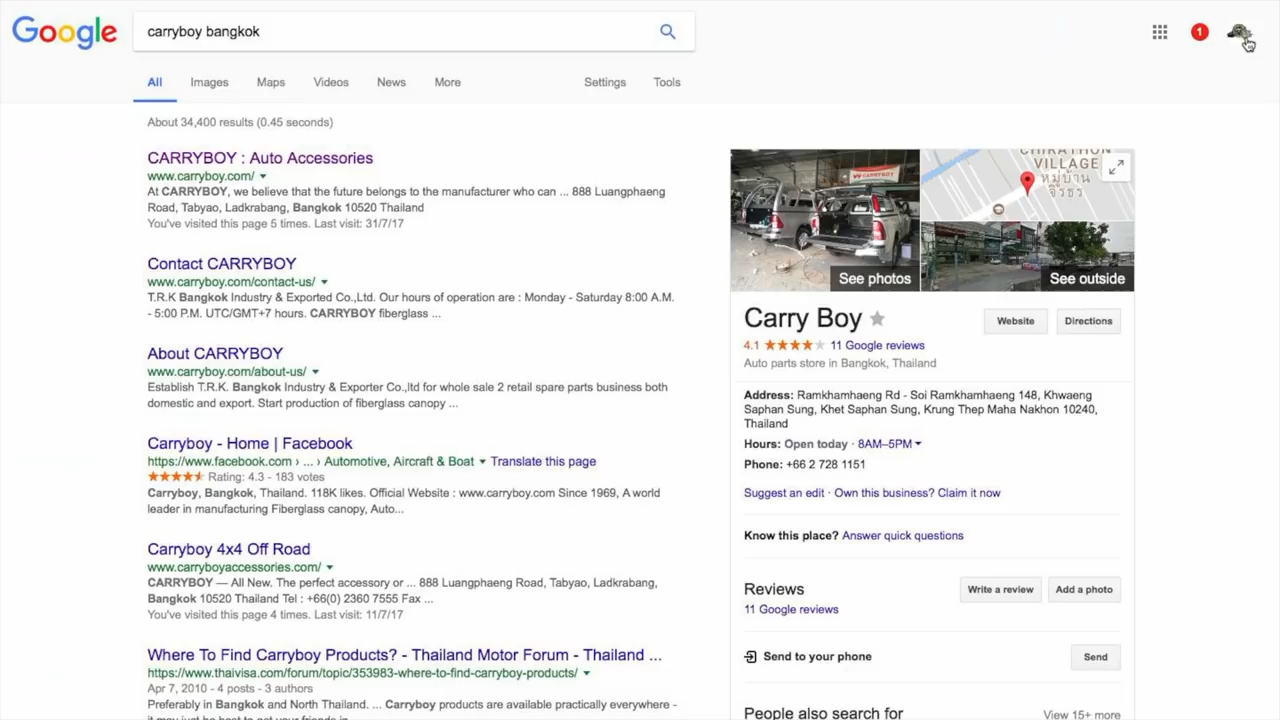 Google
carryboy bangkok
1
All Images Maps Videos News More Settings Tools
About 34,400 results (0.45 seconds)
CARRYBOY : Auto Accessories
www.carryboy.com/
At CARRYBOY, we believe that the future belongs to the manufacturer who can ... 888 Luangphaeng
Road, Tabyao, Ladkrabang, Bangkok 10520 Thailand
You've visited this page 5 times. Last visit: 31/7/17
Contact CARRYBOY
www.carryboy.com/contact-us/
T.R.K Bangkok Industry & Exported Co.,Ltd. Our hours of operation are : Monday - Saturday 8:00 A.M.
- 5:00 P.M. UTC/GMT+7 hours. CARRYBOY fiberglass ...
About CARRYBOY
www.carryboy.com/about-us/
Establish T.R.K. Bangkok Industry & Exporter Co.,ltd for whole sale 2 retail spare parts business both
domestic and export. Start production of fiberglass canopy ...
Carryboy - Home | Facebook
https://www.facebook.com › ... › Automotive, Aircraft & Boat Translate this page
Rating: 4.3 - 183 votes
Carryboy, Bangkok, Thailand. 118K likes. Official Website : www.carryboy.com Since 1969, A world
leader in manufacturing Fiberglass canopy, Auto...
Carryboy 4x4 Off Road
www.carryboyaccessories.com/
CARRYBOY — All New. The perfect accessory or ... 888 Luangphaeng Road, Tabyao, Ladkrabang,
Bangkok 10520 Thailand Tel : +66(0) 2360 7555 Fax ...
You've visited this page 4 times. Last visit: 11/7/17
Where To Find Carryboy Products? - Thailand Motor Forum - Thailand ...
https://www.thaivisa.com/forum/topic/353983-where-to-find-carryboy-products/
Apr 7, 2010 - 4 posts - 3 authors
Preferably in Bangkok and North Thailand. ... Carryboy products are available practically everywhere -
it may just be best to get your friends in
CARRYBOY
CHIRATHON
VILLAGE
หมู่บ้าน
จิรธร
See photos
See outside
Carry Boy
Website
Directions
4.1 11 Google reviews
Auto parts store in Bangkok, Thailand
Address: Ramkhamhaeng Rd - Soi Ramkhamhaeng 148, Khwaeng
Saphan Sung, Khet Saphan Sung, Krung Thep Maha Nakhon 10240,
Thailand
Hours: Open today · 8AM–5PM
Phone: +66 2 728 1151
Suggest an edit · Own this business? Claim it now
Know this place? Answer quick questions
Reviews
Write a review
Add a photo
11 Google reviews
Send to your phone
Send
People also search for
View 15+ more